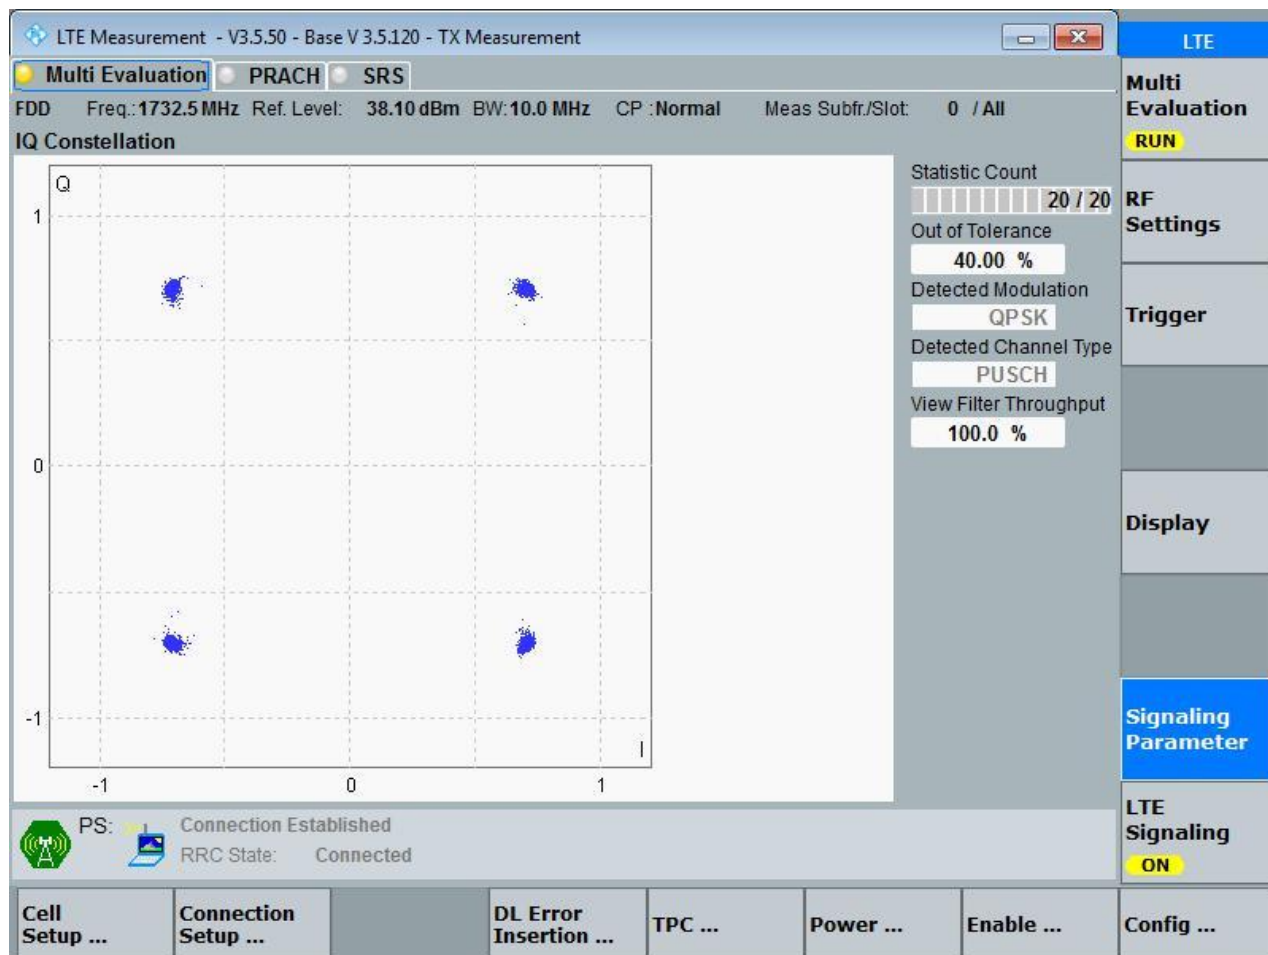 LTE Measurement - V3.5.50 - Base V 3.5.120 - TX Measurement
LTE
Multi Evaluation PRACH SRS
FDD Freq.:1732.5 MHz Ref. Level: 38.10 dBm BW:10.0 MHz CP :Normal Meas Subfr./Slot: 0 / All
IQ Constellation
Q
1
0
-1
I
-1 0 1
Statistic Count
20 / 20
Out of Tolerance
40.00 %
Detected Modulation
QPSK
Detected Channel Type
PUSCH
View Filter Throughput
100.0 %
Multi
Evaluation
RUN
RF
Settings
Trigger
Display
Signaling
Parameter
LTE
Signaling
ON
PS: Connection Established
RRC State: Connected
Cell
Setup ...
Connection
Setup ...
DL Error
Insertion ...
TPC ...
Power ...
Enable ...
Config ...